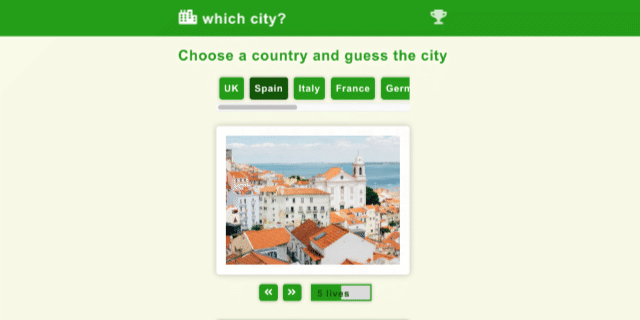 which city?
Choose a country and guess the city
UK Spain Italy France Germ
« » 5 lives